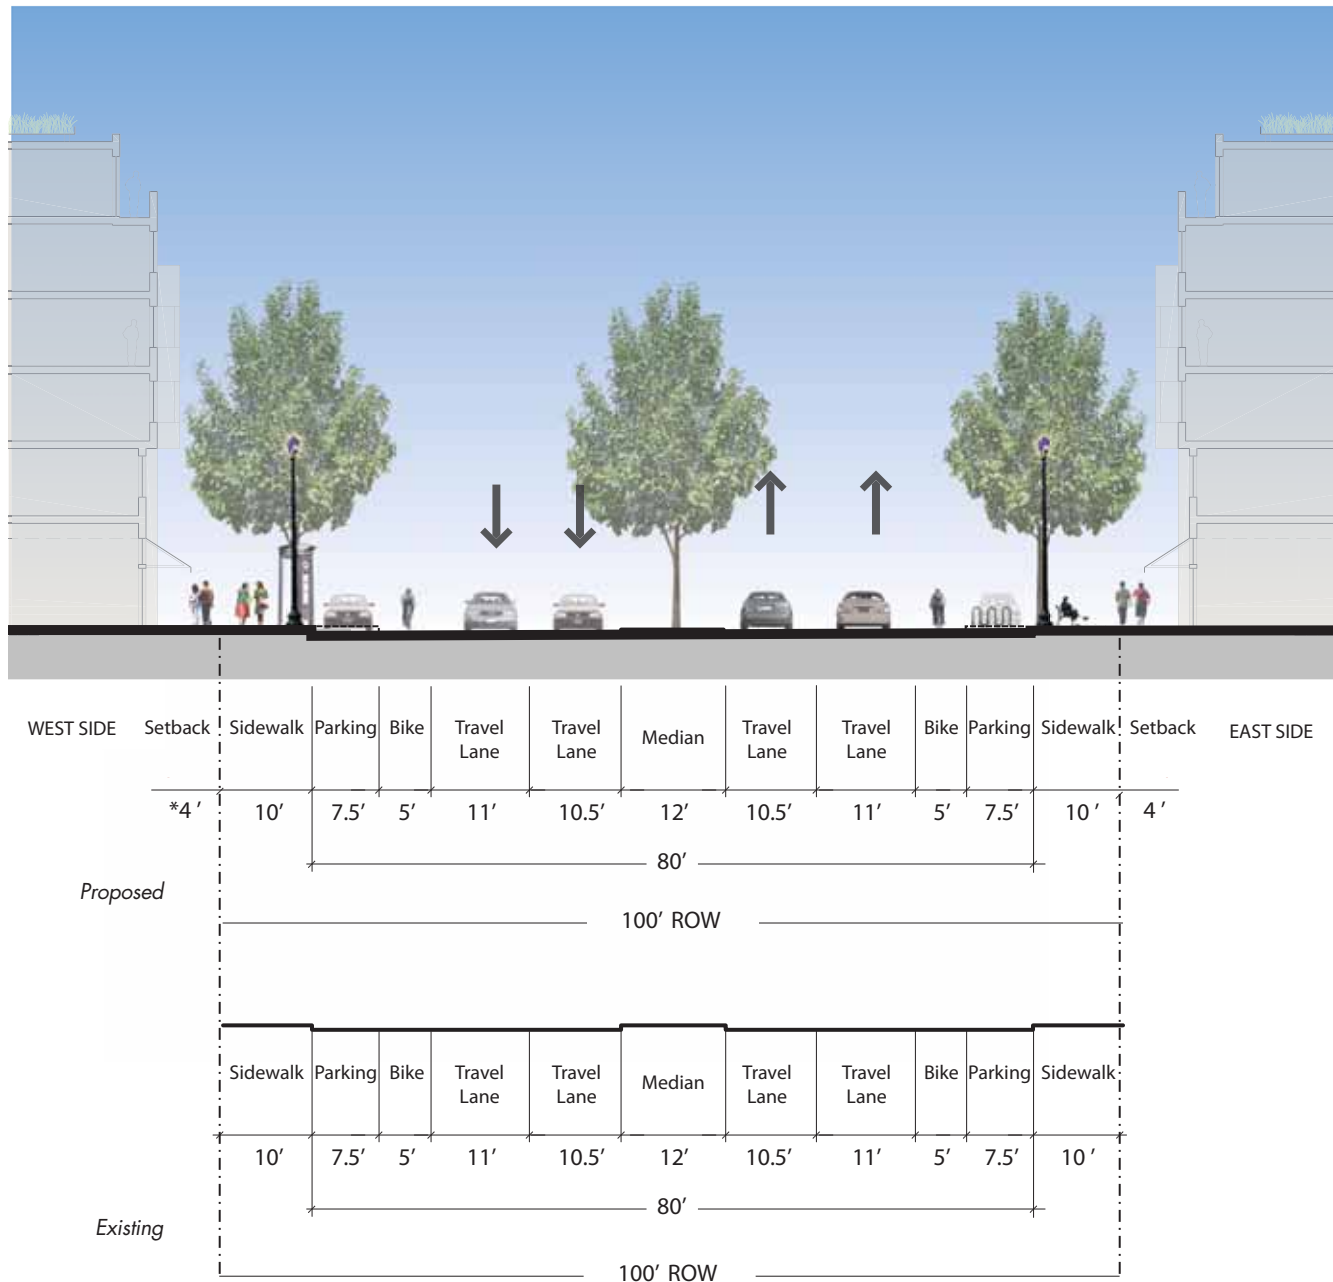 WEST SIDE Setback Sidewalk Parking Bike Travel Lane Travel Lane Median Travel Lane Travel Lane Bike Parking Sidewalk Setback EAST SIDE
*4 ' 10' 7.5' 5' 11' 10.5' 12' 10.5' 11' 5' 7.5' 10 ' 4 '
80'
Proposed
100' ROW
Sidewalk Parking Bike Travel Lane Travel Lane Median Travel Lane Travel Lane Bike Parking Sidewalk
10' 7.5' 5' 11' 10.5' 12' 10.5' 11' 5' 7.5' 10 '
80'
Existing
100' ROW